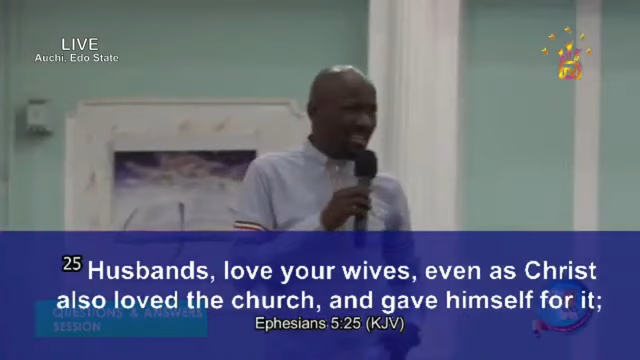 LIVE
Auchi, Edo State
25 Husbands, love your wives, even as Christ
also loved the church, and gave himself for it;
QUESTIONS & ANSWERS
SESSION
Ephesians 5:25 (KJV)